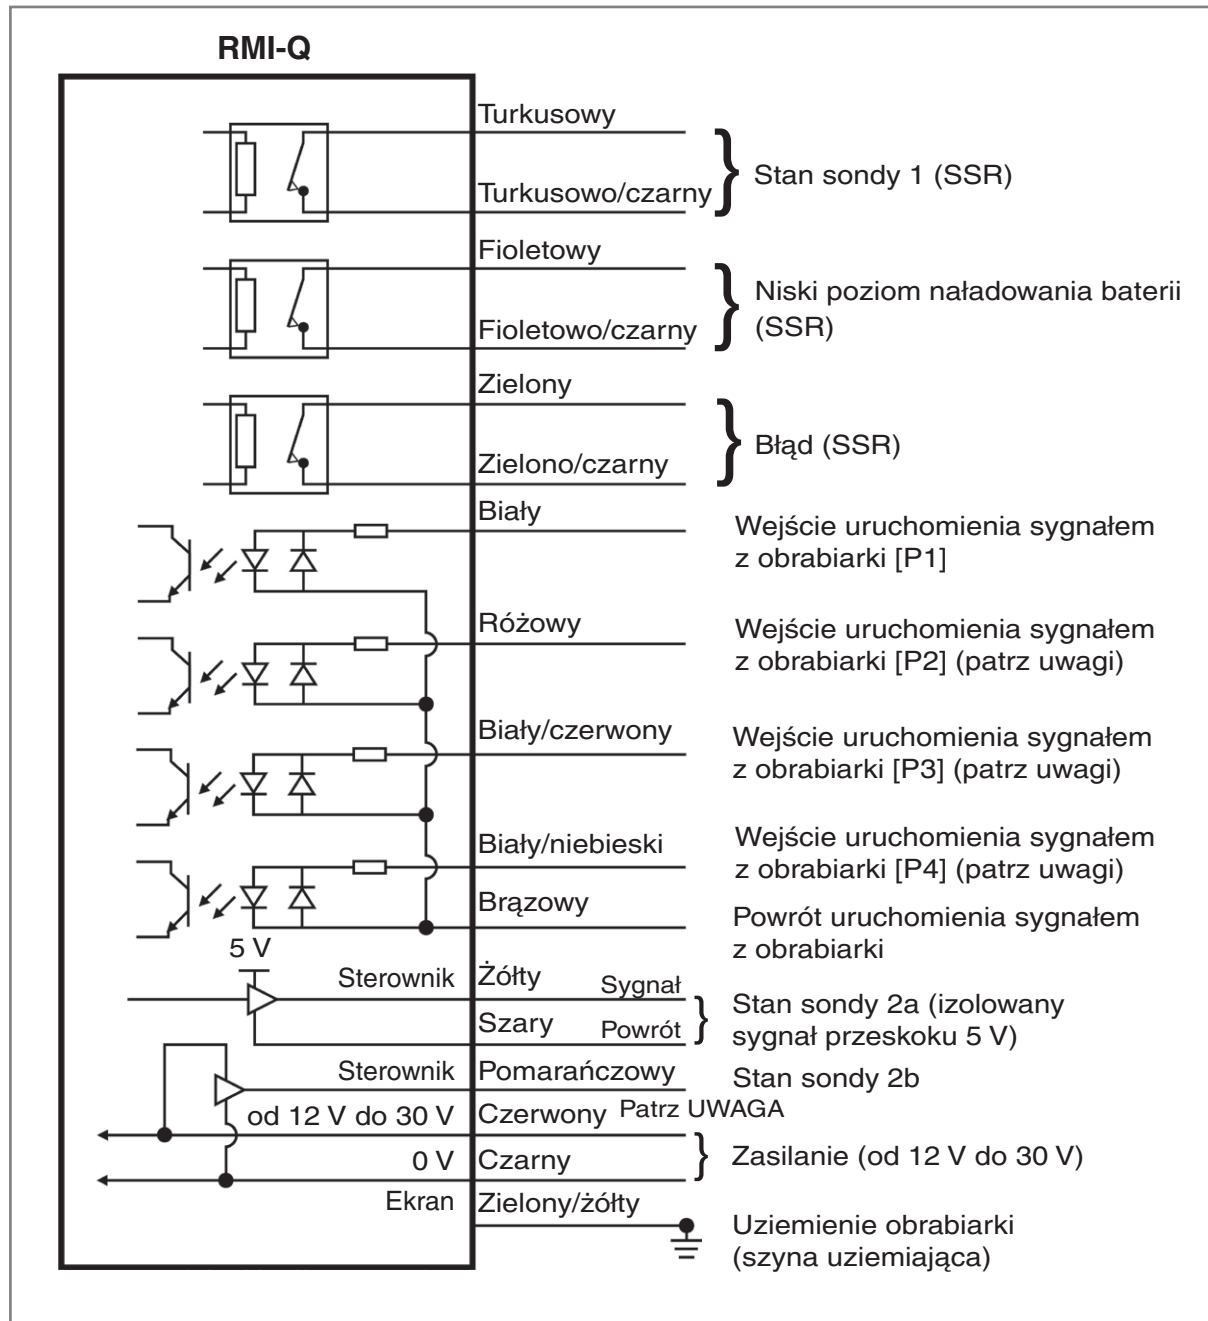 RMI-Q
Turkusowy
Turkusowo/czarny
Stan sondy 1 (SSR)
Fioletowy
Fioletowo/czarny
Niski poziom naładowania baterii
(SSR)
Zielony
Zielono/czarny
Błąd (SSR)
Biały
Wejście uruchomienia sygnałem
z obrabiarki [P1]
Różowy
Wejście uruchomienia sygnałem
z obrabiarki [P2] (patrz uwagi)
Biały/czerwony
Wejście uruchomienia sygnałem
z obrabiarki [P3] (patrz uwagi)
Biały/niebieski
Wejście uruchomienia sygnałem
z obrabiarki [P4] (patrz uwagi)
Brązowy
Powrót uruchomienia sygnałem
z obrabiarki
5 V
Sterownik Żółty Sygnał
Szary Powrót
Stan sondy 2a (izolowany
sygnał przeskoku 5 V)
Sterownik Pomarańczowy
Stan sondy 2b
od 12 V do 30 V Czerwony Patrz UWAGA
0 V Czarny
Zasilanie (od 12 V do 30 V)
Ekran Zielony/żółty
Uziemienie obrabiarki
(szyna uziemiająca)